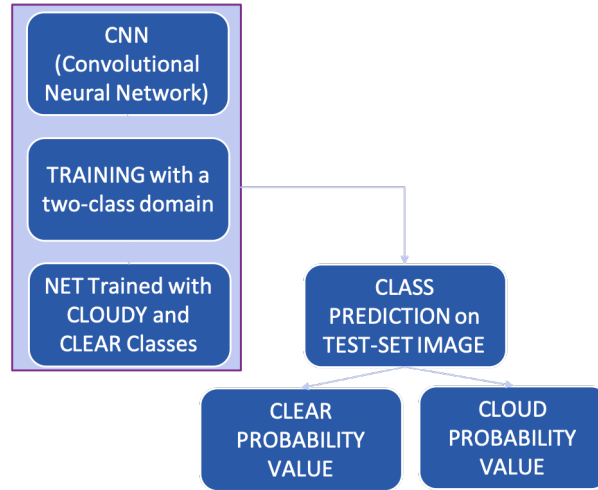 CNN
(Convolutional
Neural Network)
TRAINING with a
two-class domain
NET Trained with
CLOUDY and
CLEAR Classes
CLASS
PREDICTION on
TEST-SET IMAGE
CLEAR
PROBABILITY
VALUE
CLOUD
PROBABILITY
VALUE